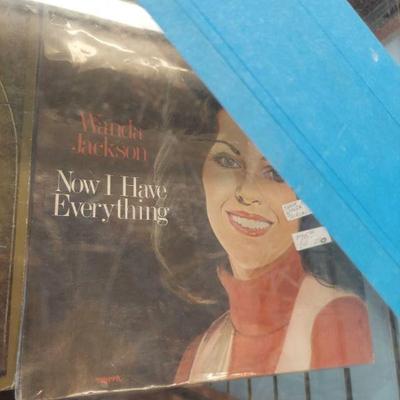 Wanda
Jackson
Now I Have
Everything